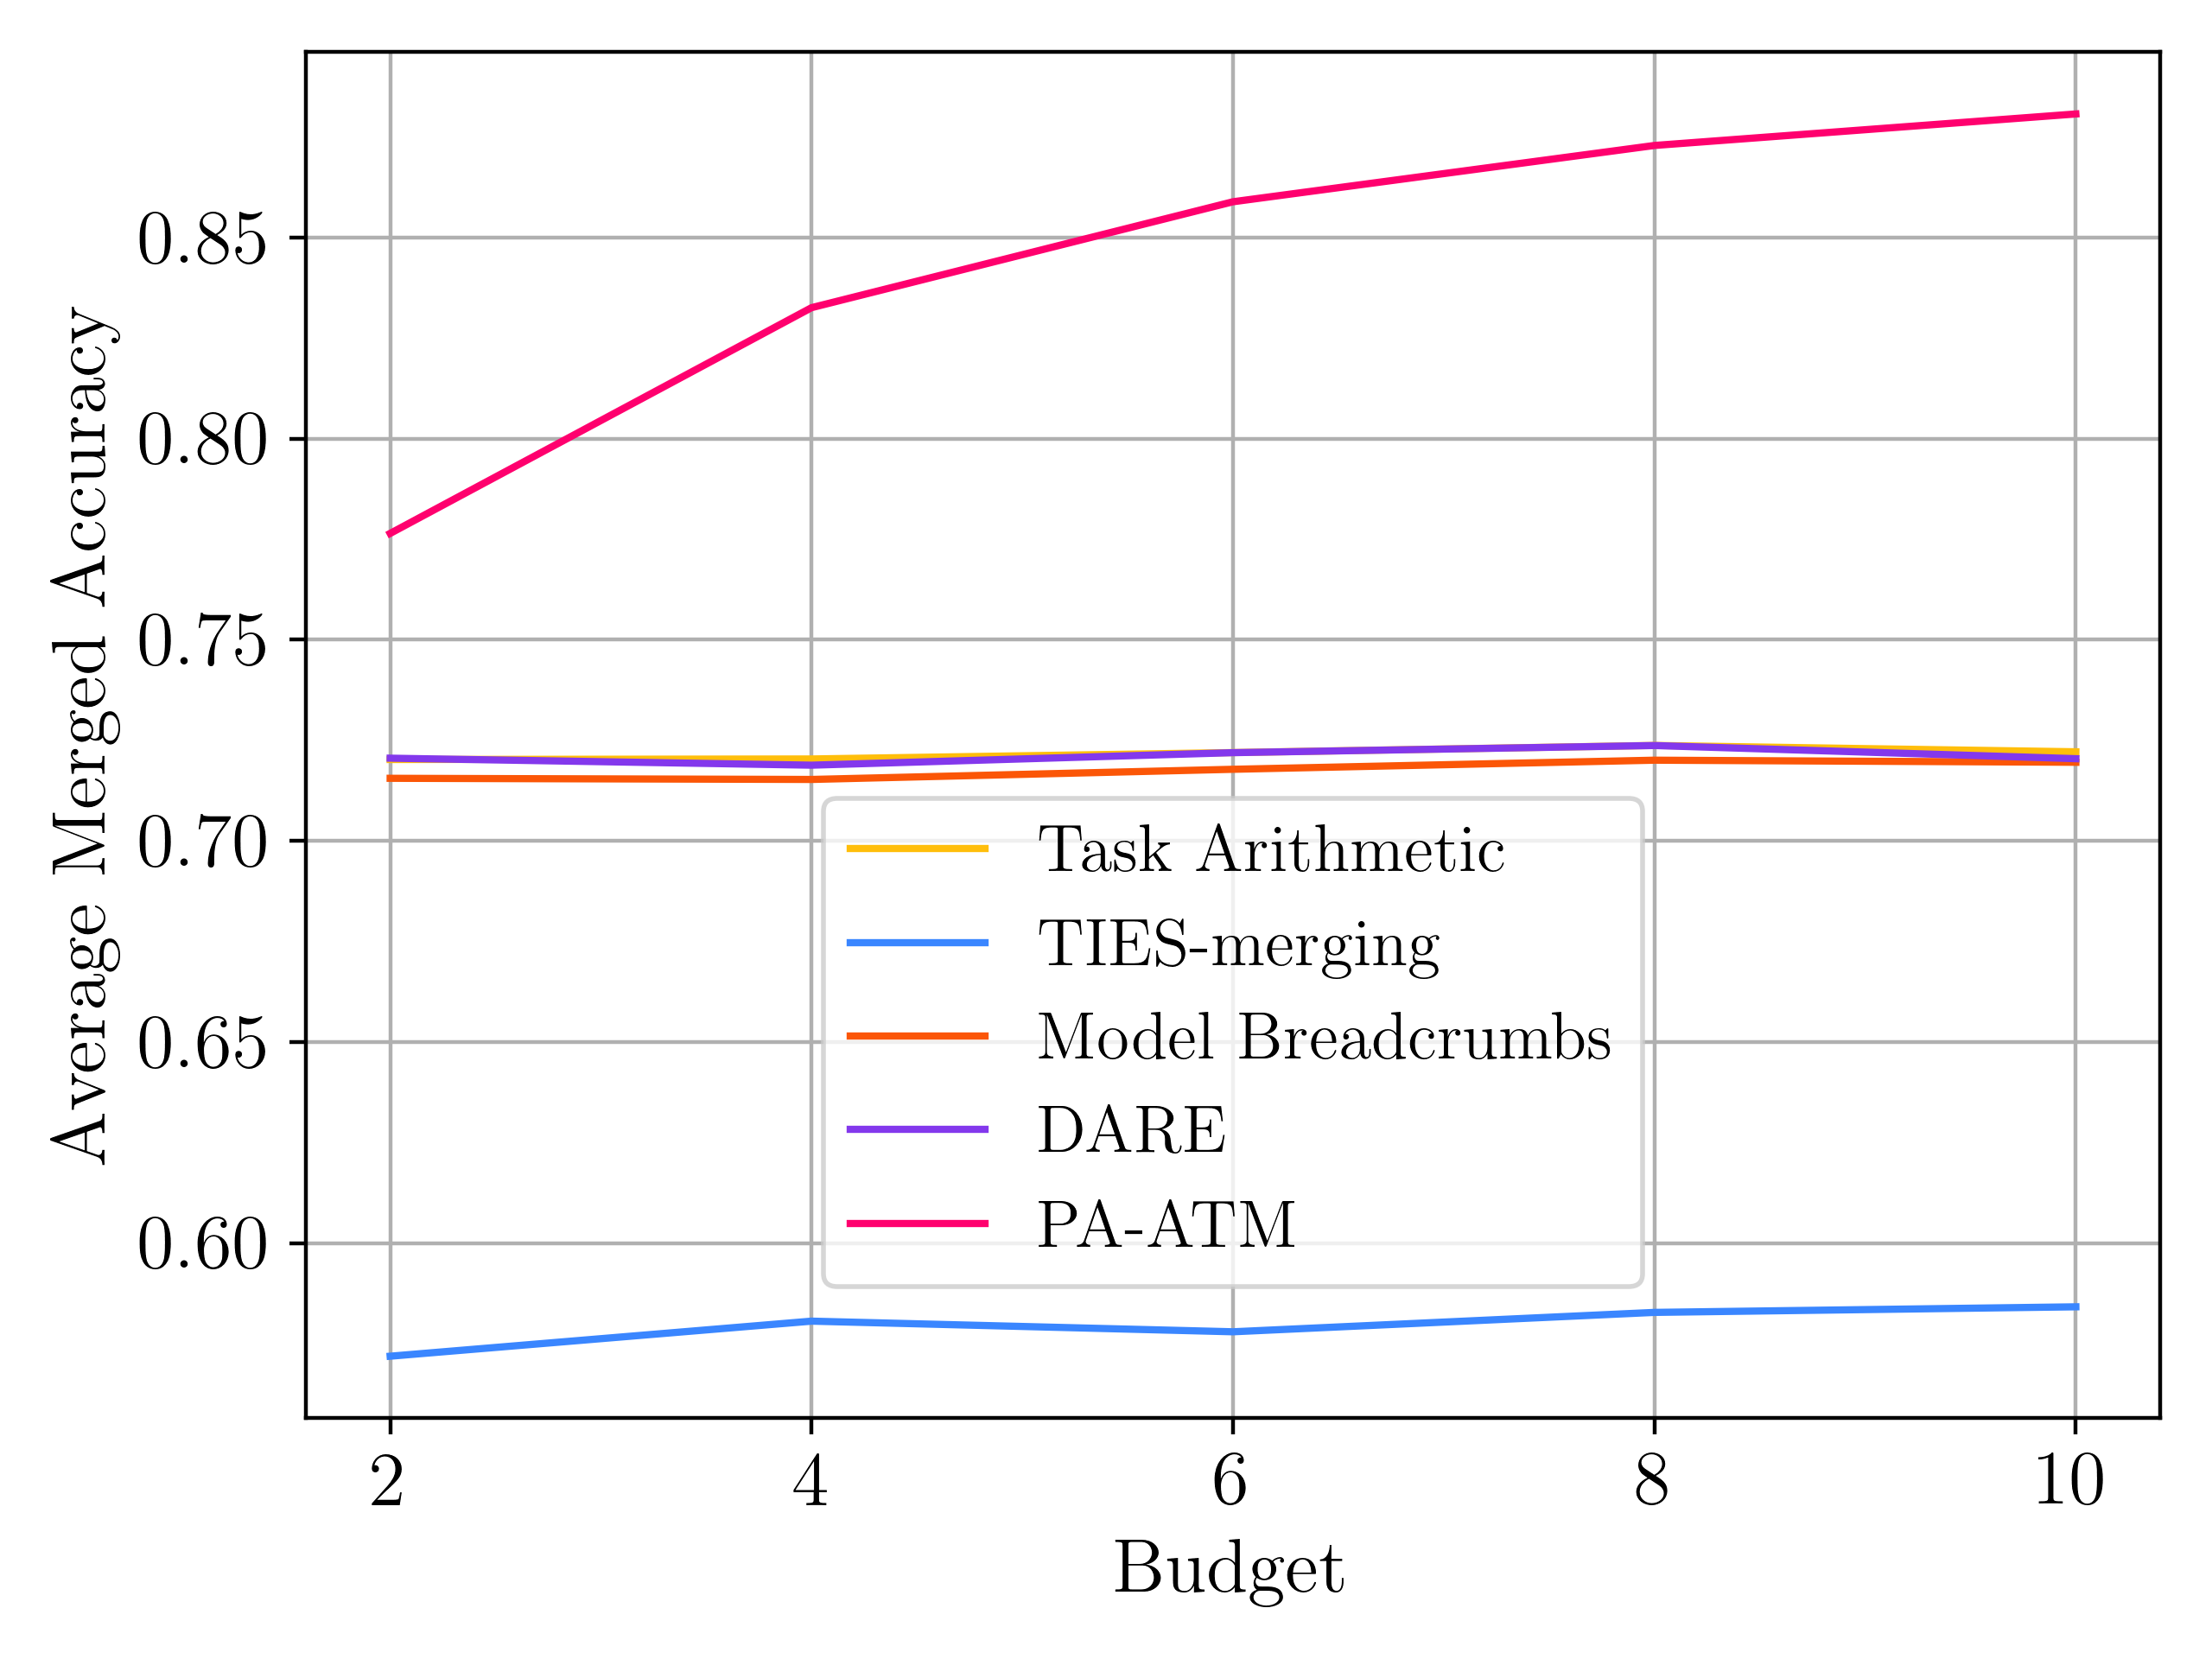 0.85
0.80
0.75
0.70
0.65
0.60
Average Merged Accuracy
Task Arithmetic
TIES-merging
Model Breadcrumbs
DARE
PA-ATM
2 4 6 8 10
Budget